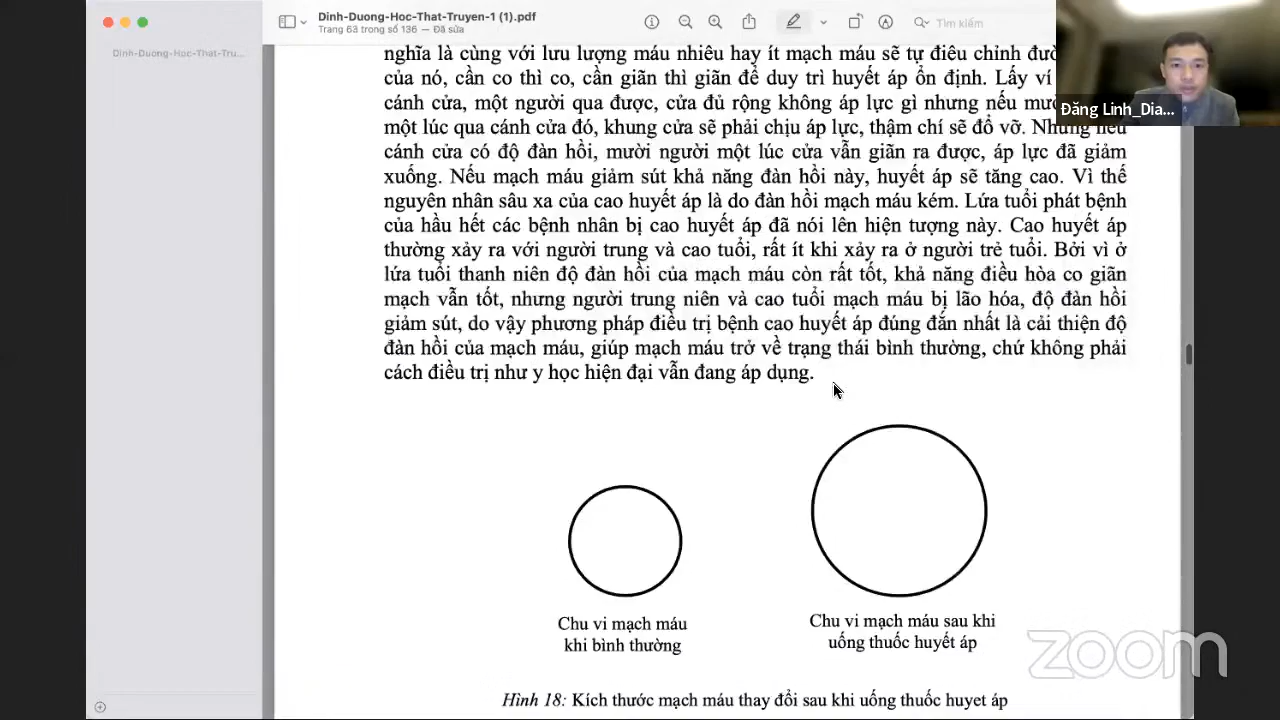 Dinh-Duong-Hoc-That-Truyen-1 (1).pdf
Trang 63 trong số 136 — Đã sửa
Tìm kiếm
Dinh-Duong-Hoc-That-Tru...
Đăng Linh_Dia...
nghĩa là cùng với lưu lượng máu nhiều hay ít mạch máu sẽ tự điều chỉnh
của nó, cần co thì co, cần giãn thì giãn để duy trì huyết áp ổn định. Lấy ví
cánh cửa, một người qua được, cửa đủ rộng không áp lực gì nhưng nếu
một lúc qua cánh cửa đó, khung cửa sẽ phải chịu áp lực, thậm chí sẽ đổ vỡ. Nhưng nếu
cánh cửa có độ đàn hồi, mười người một lúc cửa vẫn giãn ra được, áp lực đã giảm
xuống. Nếu mạch máu giảm sút khả năng đàn hồi này, huyết áp sẽ tăng cao. Vì thế
nguyên nhân sâu xa của cao huyết áp là do đàn hồi mạch máu kém. Lứa tuổi phát bệnh
của hầu hết các bệnh nhân bị cao huyết áp đã nói lên hiện tượng này. Cao huyết áp
thường xảy ra với người trung và cao tuổi, rất ít khi xảy ra ở người trẻ tuổi. Bởi vì ở
lứa tuổi thanh niên độ đàn hồi của mạch máu còn rất tốt, khả năng điều hòa co giãn
mạch vẫn tốt, nhưng người trung niên và cao tuổi mạch máu bị lão hóa, độ đàn hồi
giảm sút, do vậy phương pháp điều trị bệnh cao huyết áp đúng đắn nhất là cải thiện độ
đàn hồi của mạch máu, giúp mạch máu trở về trạng thái bình thường, chứ không phải
cách điều trị như y học hiện đại vẫn đang áp dụng.
Chu vi mạch máu
khi bình thường
Chu vi mạch máu sau khi
uống thuốc huyết áp
Hình 18: Kích thước mạch máu thay đổi sau khi uống thuốc huyet áp
zoom